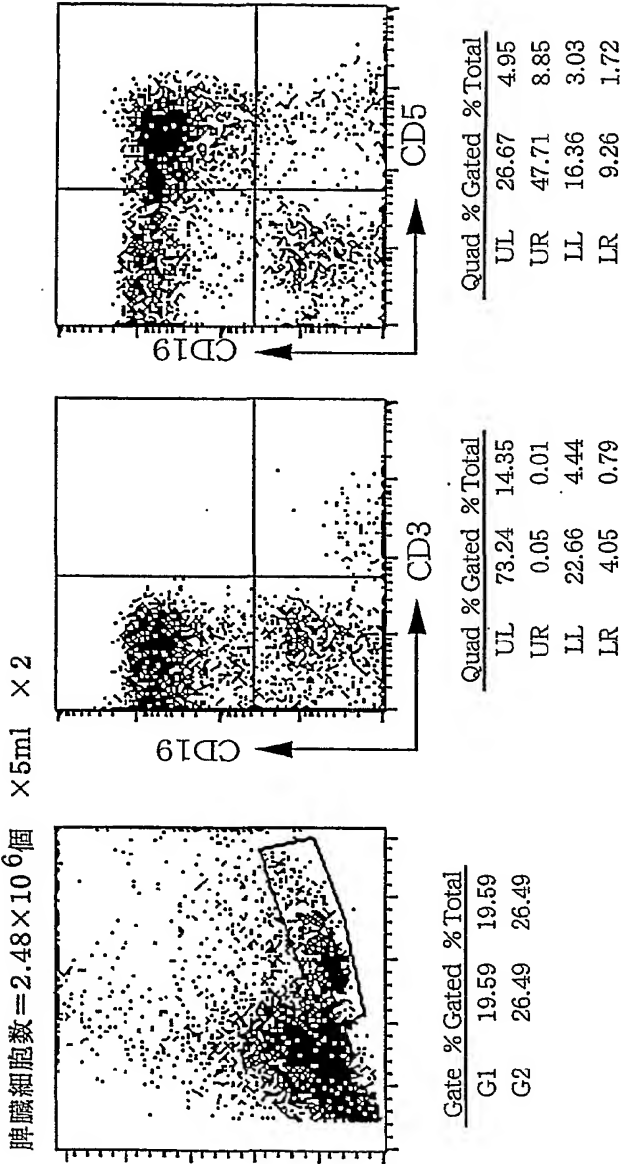 脾臓細胞数=2.48×10⁶個 ×5ml ×2
Gate % Gated % Total
G1 19.59 19.59
G2 26.49 26.49
CD19
CD3
Quad % Gated % Total
UL 73.24 14.35
UR 0.05 0.01
LL 22.66 4.44
LR 4.05 0.79
CD19
CD5
Quad % Gated % Total
UL 26.67 4.95
UR 47.71 8.85
LL 16.36 3.03
LR 9.26 1.72